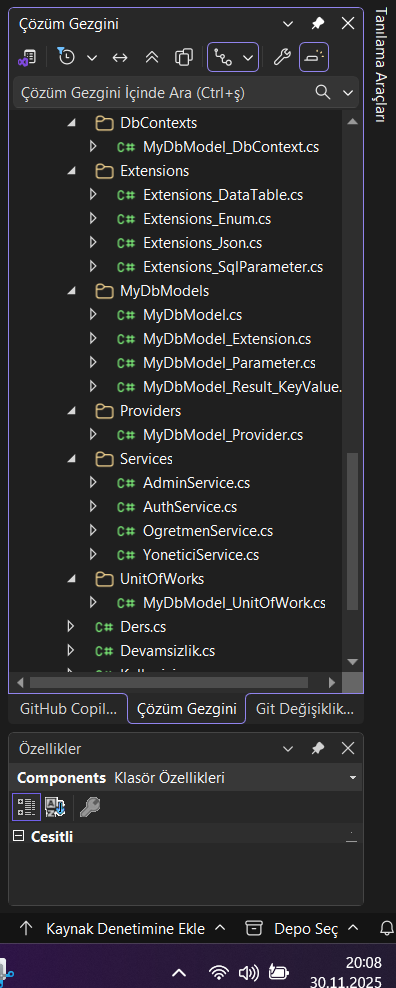 Çözüm Gezgini
Çözüm Gezgini İçinde Ara (Ctrl+ş)
DbContexts
C# MyDbModel_DbContext.cs
Extensions
C# Extensions_DataTable.cs
C# Extensions_Enum.cs
C# Extensions_Json.cs
C# Extensions_SqlParameter.cs
MyDbModels
C# MyDbModel.cs
C# MyDbModel_Extension.cs
C# MyDbModel_Parameter.cs
C# MyDbModel_Result_KeyValue.
Providers
C# MyDbModel_Provider.cs
Services
C# AdminService.cs
C# AuthService.cs
C# OgretmenService.cs
C# YoneticiService.cs
UnitOfWorks
C# MyDbModel_UnitOfWork.cs
C# Ders.cs
C# Devamsizlik.cs
GitHub Copil... Çözüm Gezgini Git Değişiklik...
Özellikler
Components Klasör Özellikleri
Cesitli
Kaynak Denetimine Ekle Depo Seç
20:08
30.11.2025
Tanılama Araçları